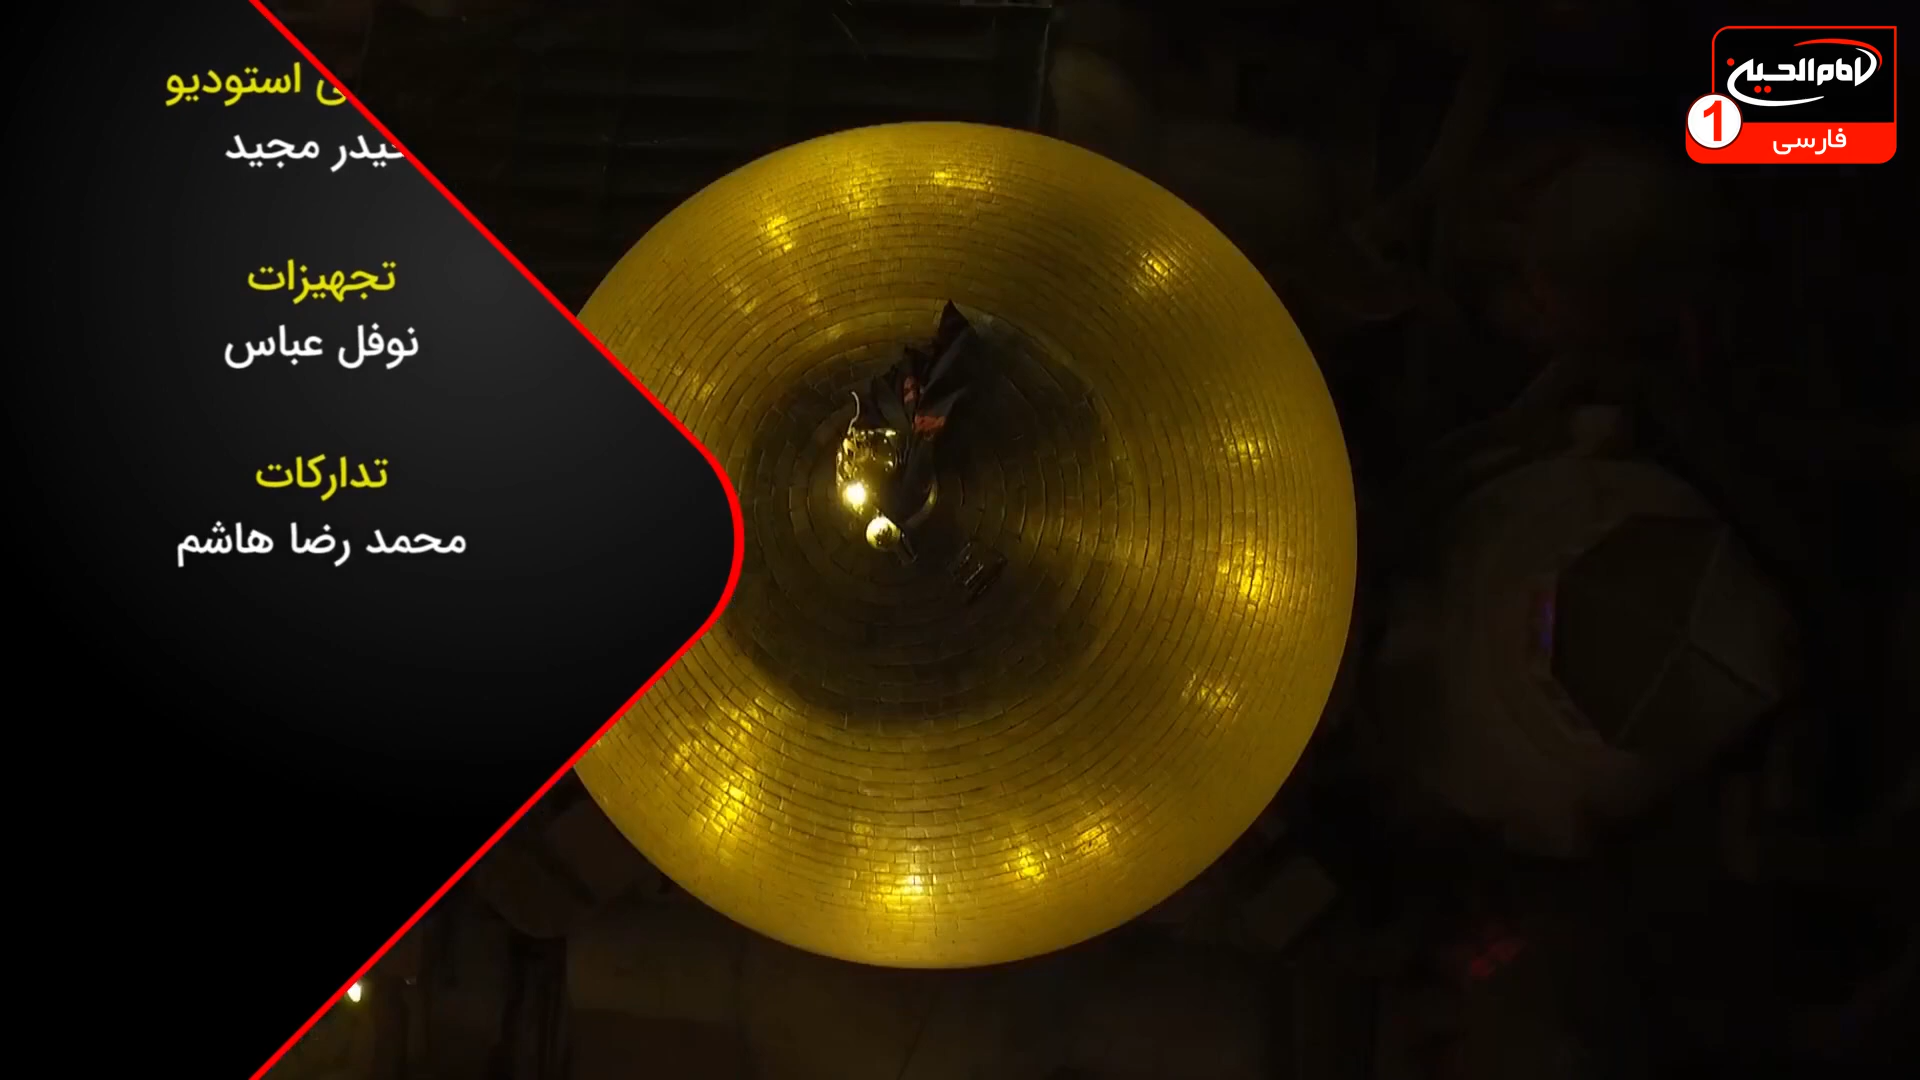 استودیو
مجید
تجهیزات
نوفل عباس
تدارکات
محمد رضا هاشم
امام الحسین
1
فارسی